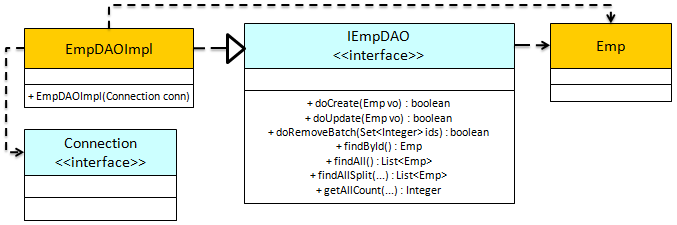 EmpDAOImpl
+ EmpDAOImpl(Connection conn)
Connection
<<interface>>
IEmpDAO
<<interface>>
+ doCreate(Emp vo) : boolean
+ doUpdate(Emp vo) : boolean
+ doRemoveBatch(Set<Integer> ids) : boolean
+ findById() : Emp
+ findAll() : List<Emp>
+ findAllSplit(...) : List<Emp>
+ getAllCount(...) : Integer
Emp